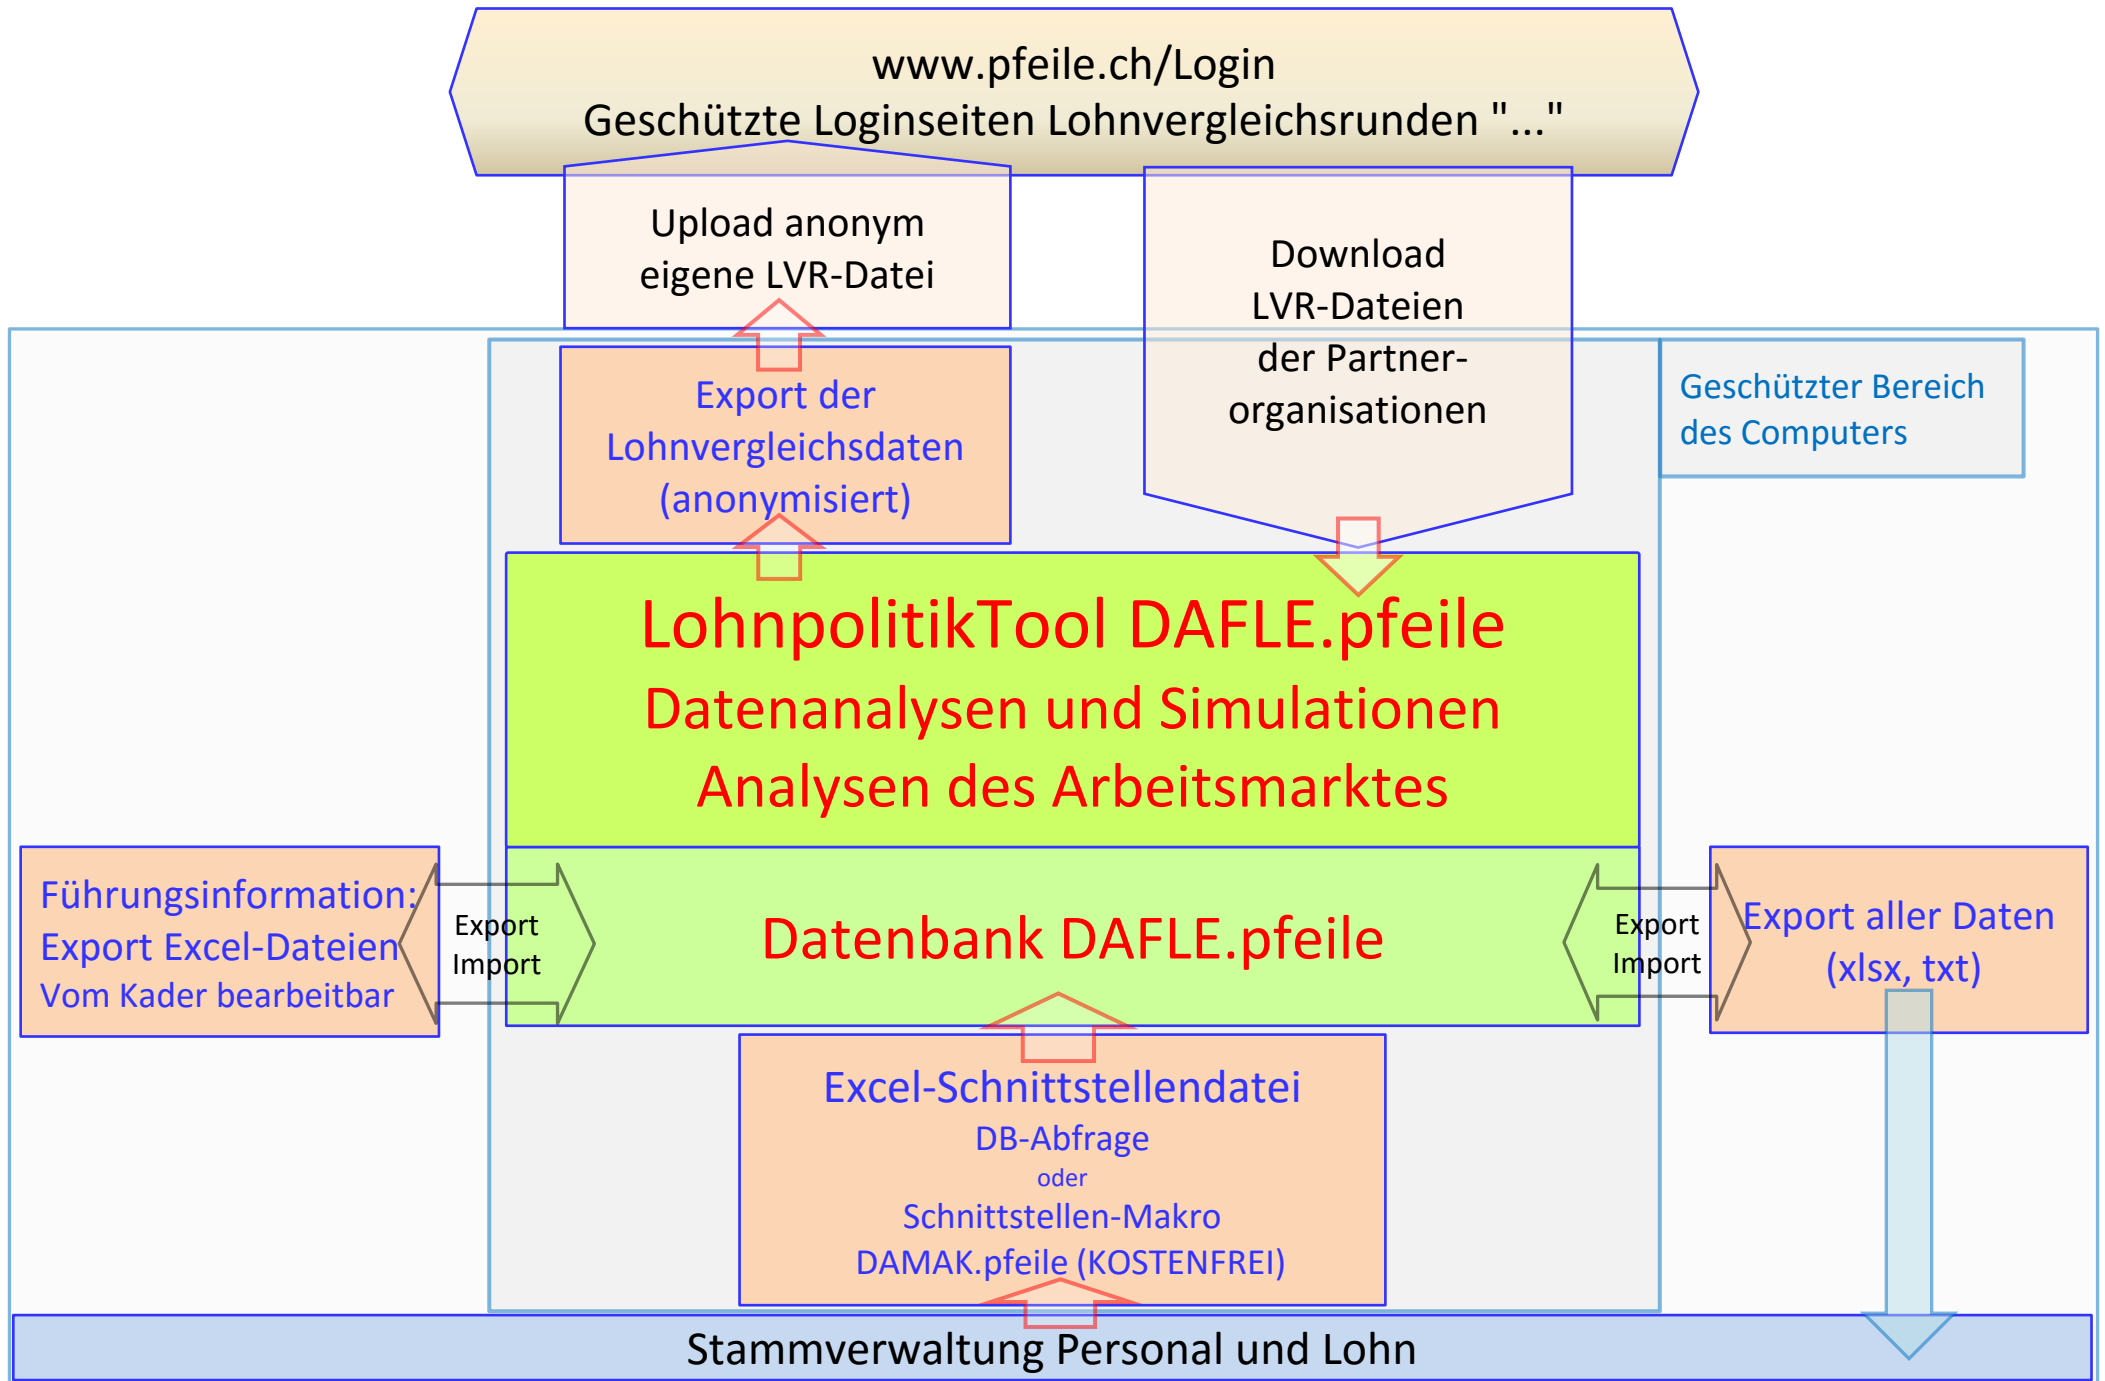 www.pfeile.ch/Login
Geschützte Loginseiten Lohnvergleichsrunden "..."
Upload anonym
eigene LVR-Datei
Download
LVR-Dateien
der Partner-
organisationen
Export der
Lohnvergleichsdaten
(anonymisiert)
Geschützter Bereich
des Computers
LohnpolitikTool DAFLE.pfeile
Datenanalysen und Simulationen
Analysen des Arbeitsmarktes
Führungsinformation:
Export Excel-Dateien
Vom Kader bearbeitbar
Export
Import
Datenbank DAFLE.pfeile
Export
Import
Export aller Daten
(xlsx, txt)
Excel-Schnittstellendatei
DB-Abfrage
oder
Schnittstellen-Makro
DAMAK.pfeile (KOSTENFREI)
Stammverwaltung Personal und Lohn